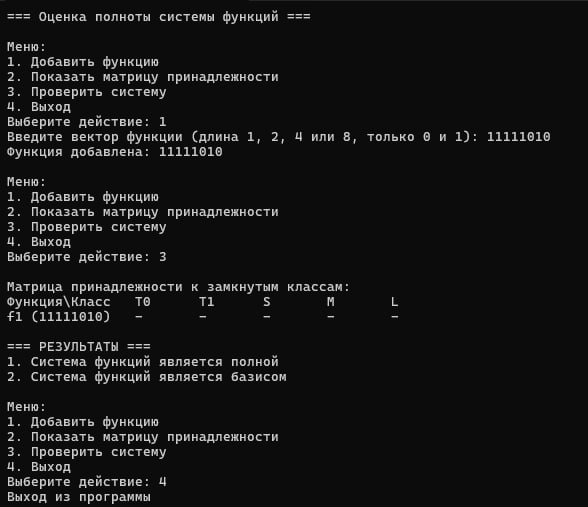 === Оценка полноты системы функций ===
Меню:
1. Добавить функцию
2. Показать матрицу принадлежности
3. Проверить систему
4. Выход
Выберите действие: 1
Введите вектор функции (длина 1, 2, 4 или 8, только 0 и 1): 11111010
Функция добавлена: 11111010
Меню:
1. Добавить функцию
2. Показать матрицу принадлежности
3. Проверить систему
4. Выход
Выберите действие: 3
Матрица принадлежности к замкнутым классам:
Функция\Класс T0 T1 S M L
f1 (11111010) - - - - -
=== РЕЗУЛЬТАТЫ ===
1. Система функций является полной
2. Система функций является базисом
Меню:
1. Добавить функцию
2. Показать матрицу принадлежности
3. Проверить систему
4. Выход
Выберите действие: 4
Выход из программы